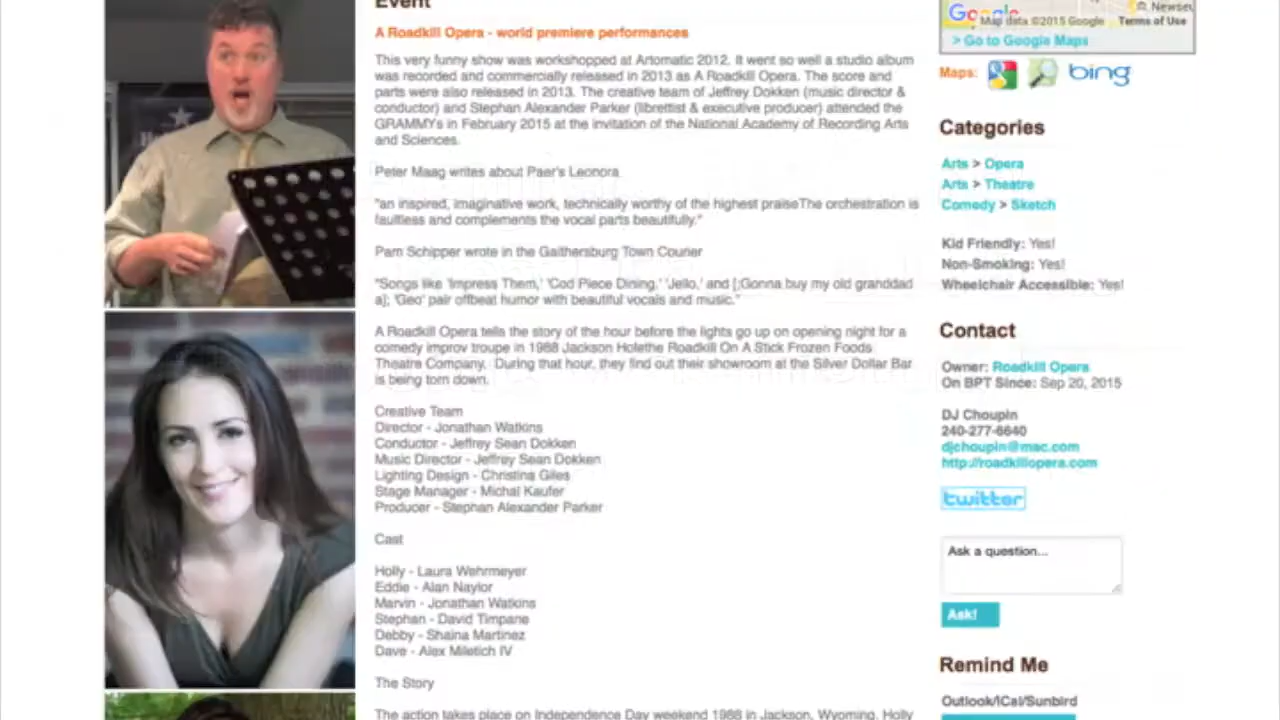 Event
A Roadkill Opera - world premiere performances
This very funny show was workshopped at Artomatic 2012. It went so well a studio album
was recorded and commercially released in 2013 as A Roadkill Opera. The score and
parts were also released in 2013. The creative team of Jeffrey Dokken (music director &
conductor) and Stephan Alexander Parker (librettist & executive producer) attended the
GRAMMYs in February 2015 at the invitation of the National Academy of Recording Arts
and Sciences.
Peter Maag writes about Paer's Leonora
"an inspired, imaginative work, technically worthy of the highest praiseThe orchestration is
faultless and complements the vocal parts beautifully."
Pam Schipper wrote in the Gaithersburg Town Courier
"Songs like 'Impress Them,' 'Cod Piece Dining,' 'Jello,' and [;Gonna buy my old granddad
a]; 'Geo' pair offbeat humor with beautiful vocals and music."
A Roadkill Opera tells the story of the hour before the lights go up on opening night for a
comedy improv troupe in 1988 Jackson Holethe Roadkill On A Stick Frozen Foods
Theatre Company. During that hour, they find out their showroom at the Silver Dollar Bar
is being torn down.
Creative Team
Director - Jonathan Watkins
Conductor - Jeffrey Sean Dokken
Music Director - Jeffrey Sean Dokken
Lighting Design - Christina Giles
Stage Manager - Michal Kaufer
Producer - Stephan Alexander Parker
Cast
Holly - Laura Wehrmeyer
Eddie - Alan Naylor
Marvin - Jonathan Watkins
Stephan - David Timpane
Debby - Shaina Martinez
Dave - Alex Miletich IV
The Story
The action takes place on Independence Day weekend 1988 in Jackson, Wyoming. Holly
Newseu
Google Map data ©2015 Google Terms of Use
> Go to Google Maps
Maps: bing
Categories
Arts > Opera
Arts > Theatre
Comedy > Sketch
Kid Friendly: Yes!
Non-Smoking: Yes!
Wheelchair Accessible: Yes!
Contact
Owner: Roadkill Opera
On BPT Since: Sep 20, 2015
DJ Choupin
240-277-6640
djchoupin@mac.com
http://roadkillopera.com
twitter
Ask a question...
Ask!
Remind Me
Outlook/iCal/Sunbird